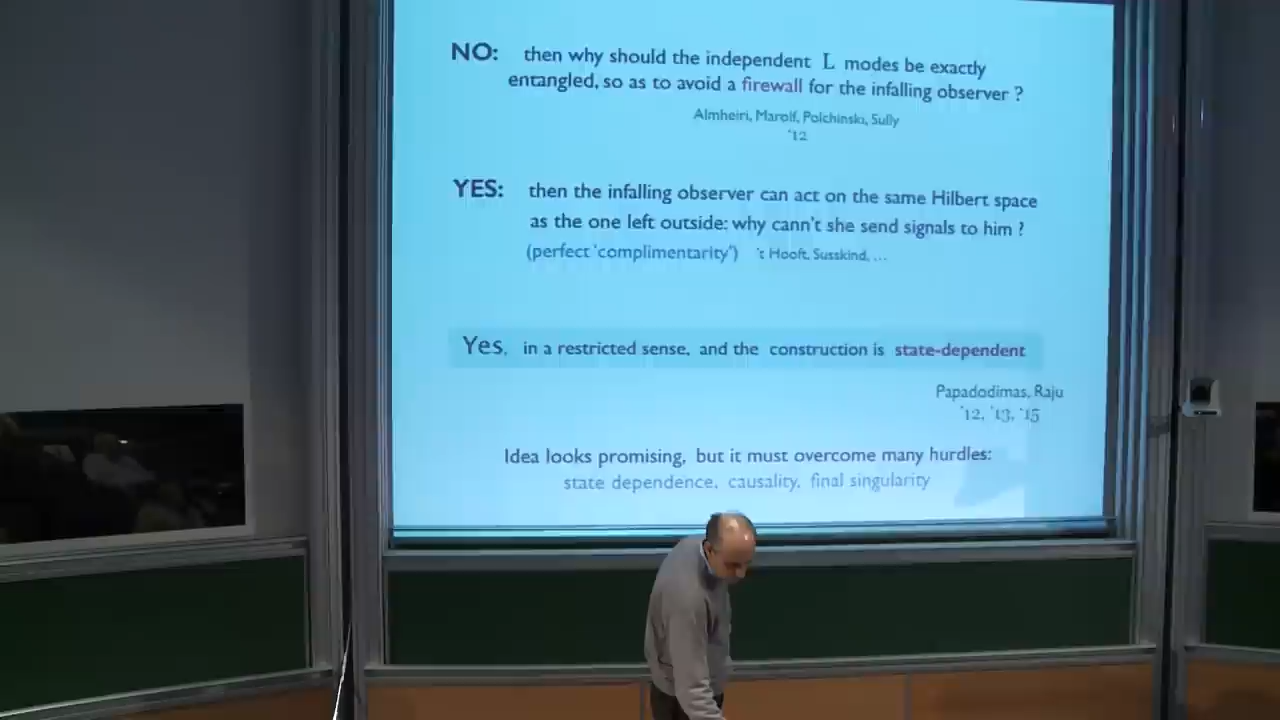 NO: then why should the independent L modes be exactly
entangled, so as to avoid a firewall for the infalling observer ?
Almheiri, Marolf, Polchinski, Sully
'12
YES: then the infalling observer can act on the same Hilbert space
as the one left outside: why cann't she send signals to him ?
(perfect 'complimentarity') 't Hooft, Susskind, ...
Yes, in a restricted sense, and the construction is state-dependent
Papadodimas, Raju
'12, '13, '15
Idea looks promising, but it must overcome many hurdles:
state dependence, causality, final singularity